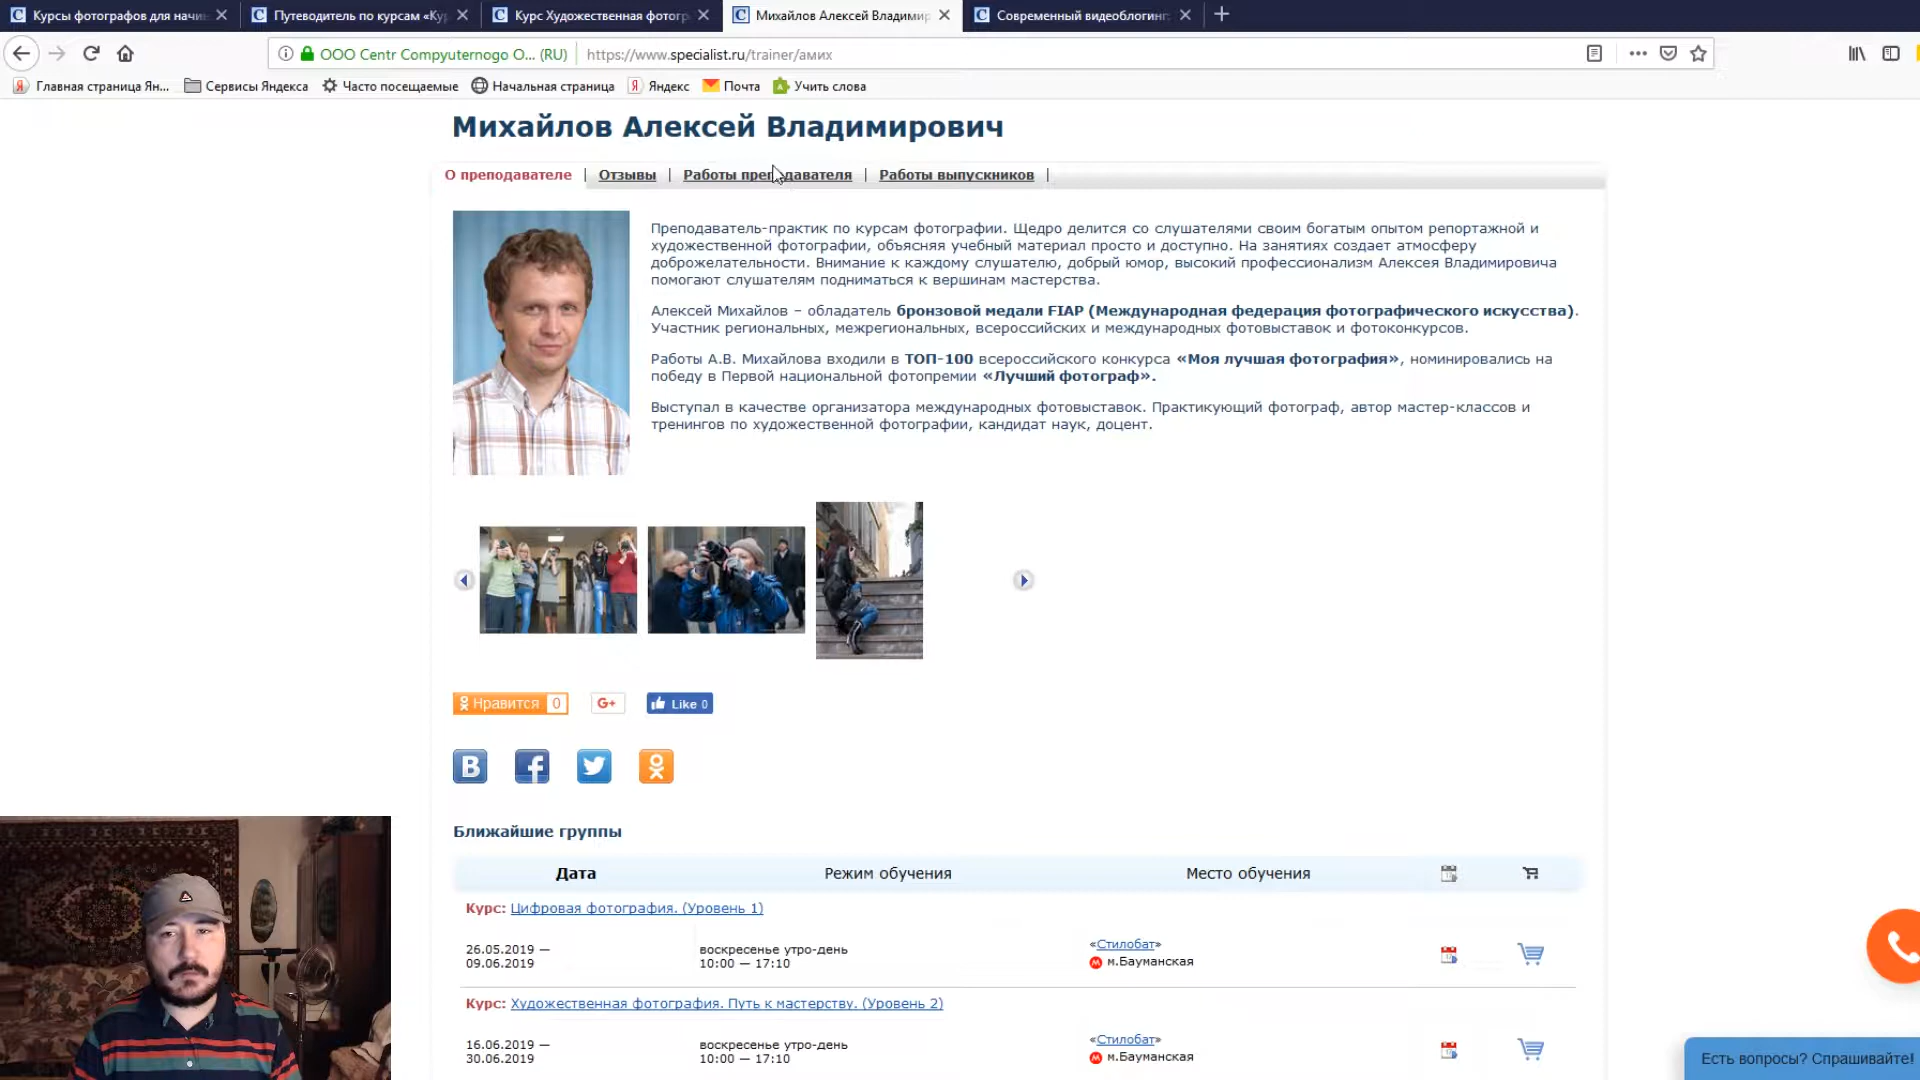 Курсы фотографов для начин
Путеводитель по курсам «Кур
Курс Художественная фотогр
Михайлов Алексей Владимир
Современный видеоблогинг
ООО Centr Compyuternogo O... (RU)
https://www.specialist.ru/trainer/амих
Главная страница Ян...
Сервисы Яндекса
Часто посещаемые
Начальная страница
Яндекс
Почта
Учить слова
Михайлов Алексей Владимирович
О преподавателе | Отзывы | Работы преподавателя | Работы выпускников |
Преподаватель-практик по курсам фотографии. Щедро делится со слушателями своим богатым опытом репортажной и
художественной фотографии, объясняя учебный материал просто и доступно. На занятиях создает атмосферу
доброжелательности. Внимание к каждому слушателю, добрый юмор, высокий профессионализм Алексея Владимировича
помогают слушателям подниматься к вершинам мастерства.
Алексей Михайлов – обладатель бронзовой медали FIAP (Международная федерация фотографического искусства).
Участник региональных, межрегиональных, всероссийских и международных фотовыставок и фотоконкурсов.
Работы А.В. Михайлова входили в ТОП-100 всероссийского конкурса «Моя лучшая фотография», номинировались на
победу в Первой национальной фотопремии «Лучший фотограф».
Выступал в качестве организатора международных фотовыставок. Практикующий фотограф, автор мастер-классов и
тренингов по художественной фотографии, кандидат наук, доцент.
Нравится 0
G+
Like 0
Ближайшие группы
Дата Режим обучения Место обучения
Курс: Цифровая фотография. (Уровень 1)
26.05.2019 —
09.06.2019
воскресенье утро-день
10:00 — 17:10
«Стилобат»
м.Бауманская
Курс: Художественная фотография. Путь к мастерству. (Уровень 2)
16.06.2019 —
30.06.2019
воскресенье утро-день
10:00 — 17:10
«Стилобат»
м.Бауманская
Есть вопросы? Спрашивайте!